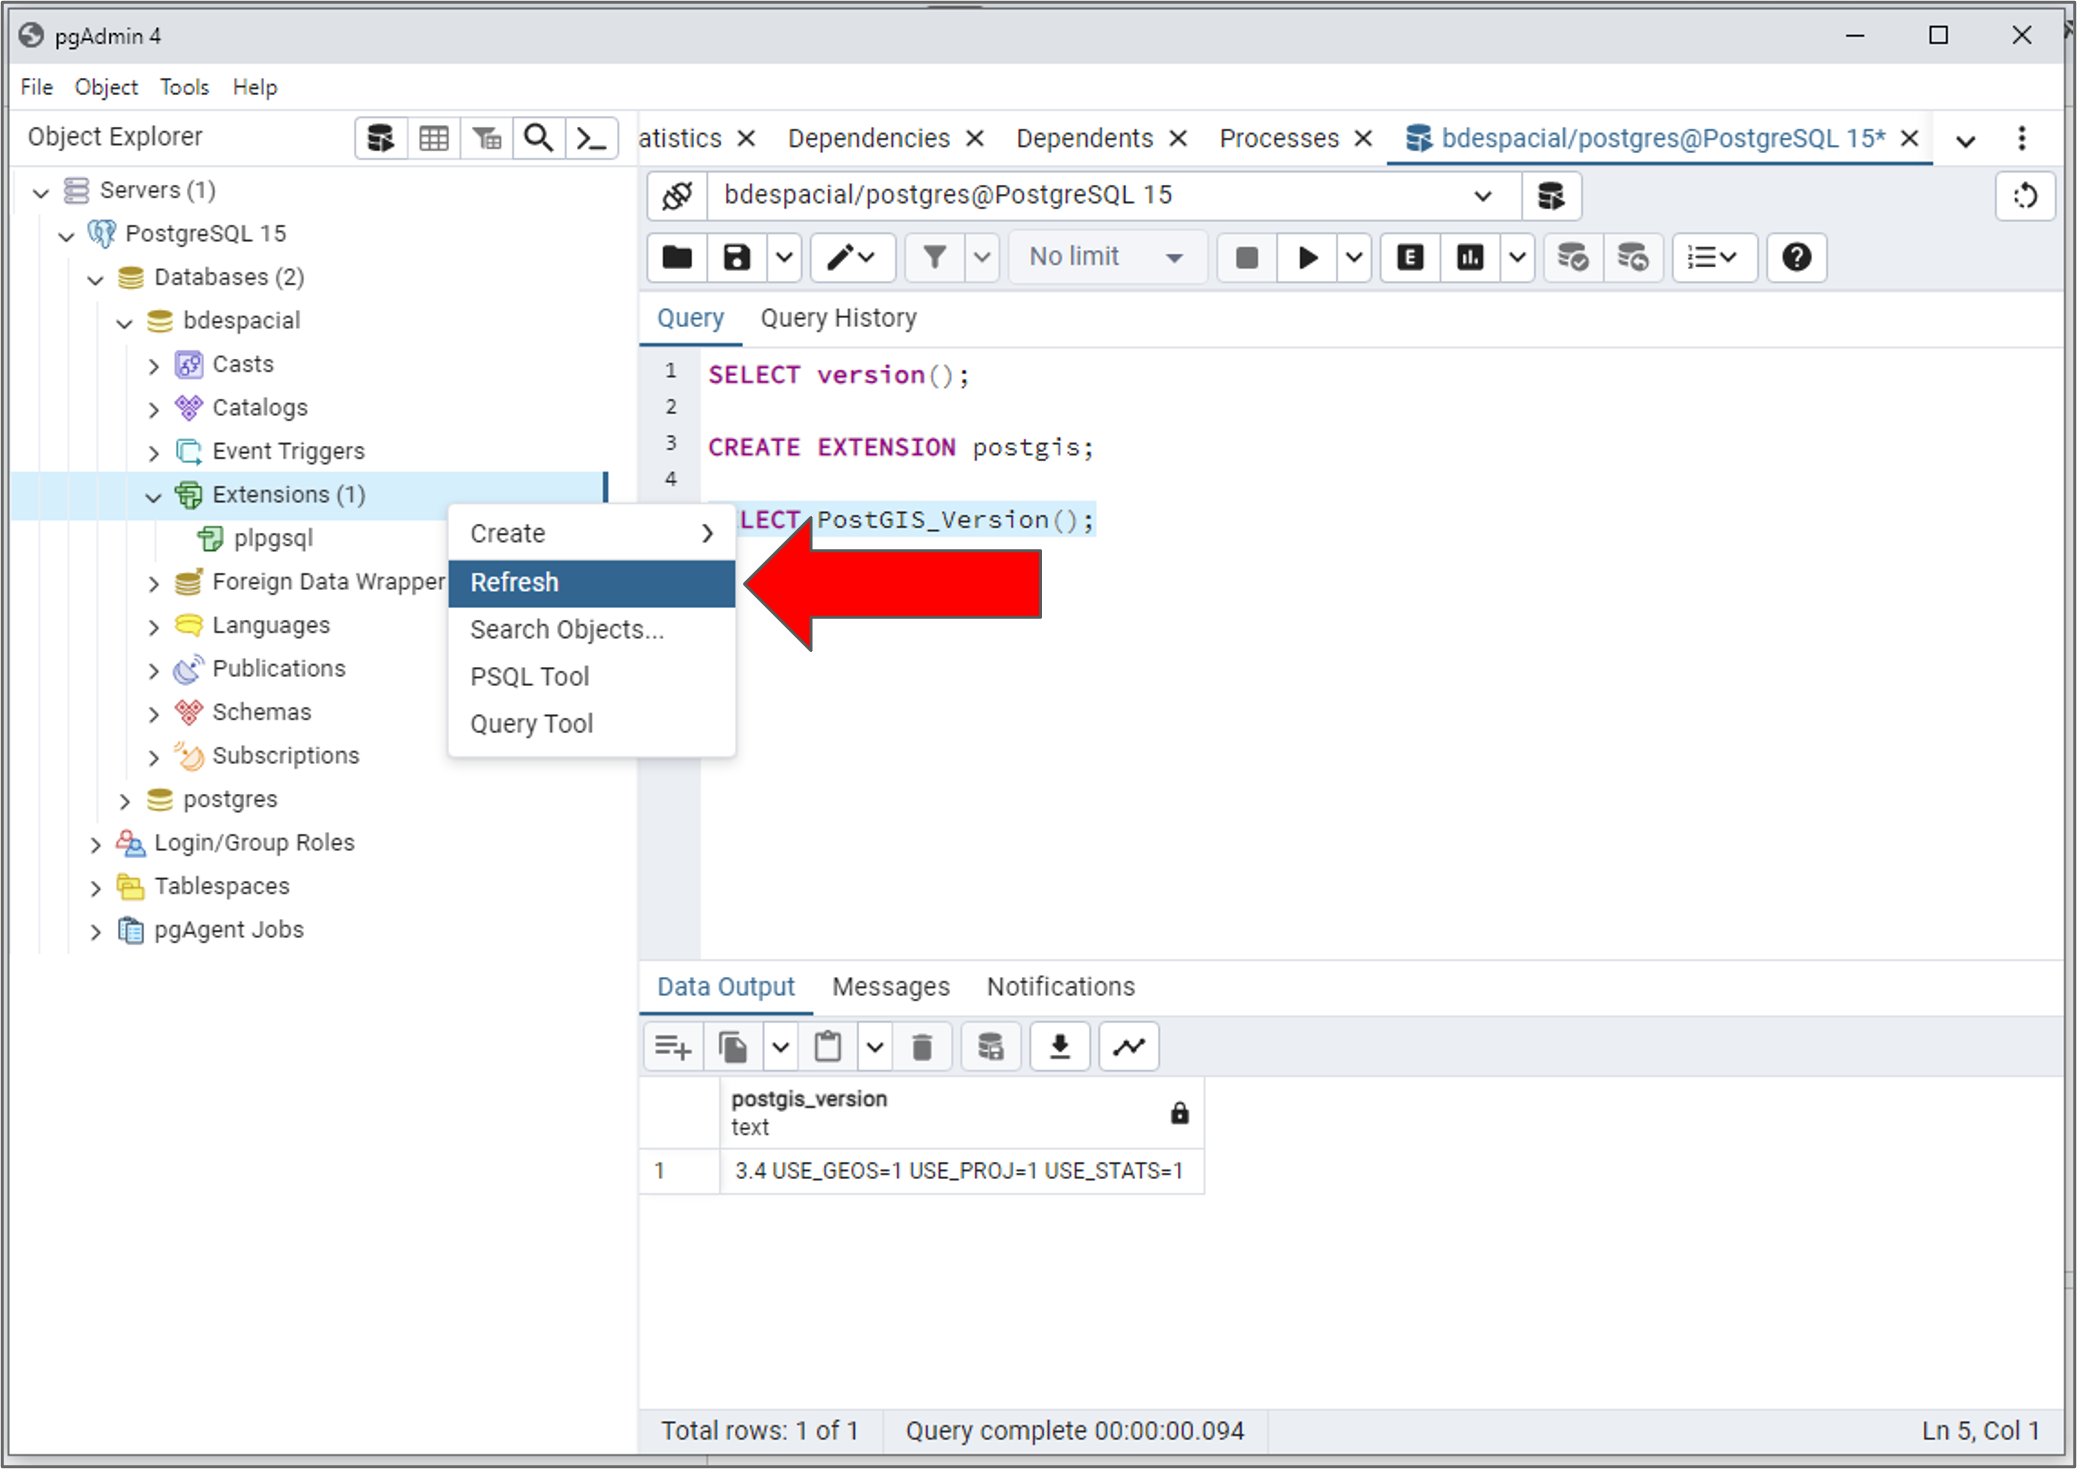 pgAdmin 4
File Object Tools Help
Object Explorer
atistics Dependencies Dependents Processes bdespacial/postgres@PostgreSQL 15*
Servers (1)
PostgreSQL 15
Databases (2)
bdespacial
Casts
Catalogs
Event Triggers
Extensions (1)
plpgsql
Foreign Data Wrapper
Languages
Publications
Schemas
Subscriptions
postgres
Login/Group Roles
Tablespaces
pgAgent Jobs
Create
Refresh
Search Objects...
PSQL Tool
Query Tool
bdespacial/postgres@PostgreSQL 15
No limit
E
Query Query History
1 SELECT version();
2
3 CREATE EXTENSION postgis;
4
LECT PostGIS_Version();
Data Output Messages Notifications
postgis_version
text
1 3.4 USE_GEOS=1 USE_PROJ=1 USE_STATS=1
Total rows: 1 of 1 Query complete 00:00:00.094 Ln 5, Col 1